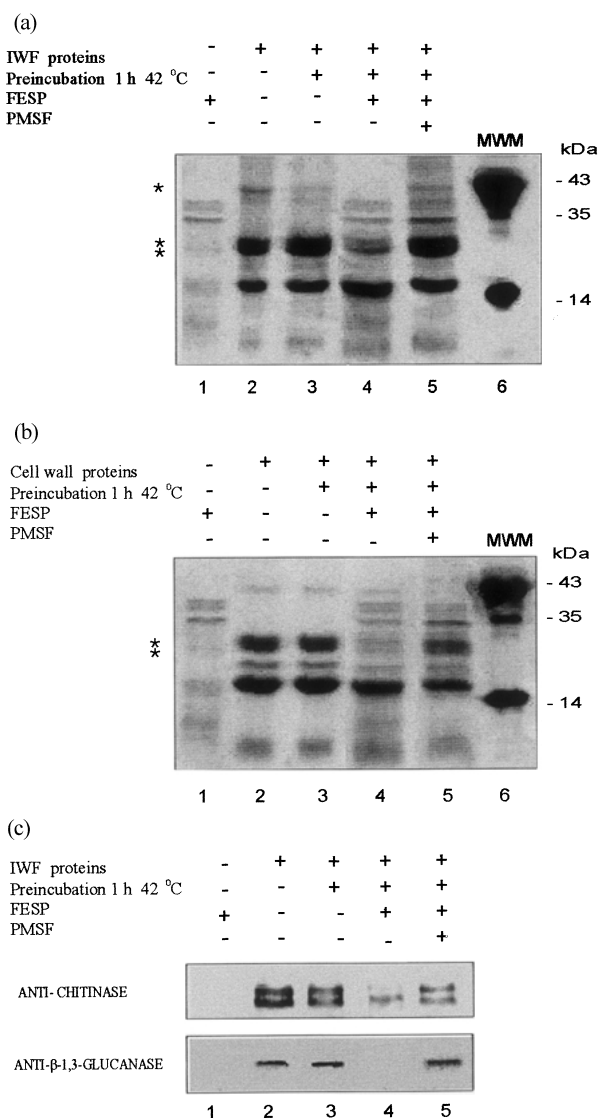 (a)
IWF proteins - + + + +
Preincubation 1 h 42 °C - - + + +
FESP + - - + +
PMSF - - - - +
MWM
kDa
* - 43
- 35
*
*
- 14
1 2 3 4 5 6
(b)
Cell wall proteins - + + + +
Preincubation 1 h 42 °C - - + + +
FESP + - - + +
PMSF - - - - +
MWM
kDa
- 43
- 35
*
*
- 14
1 2 3 4 5 6
(c)
IWF proteins - + + + +
Preincubation 1 h 42 °C - - + + +
FESP + - - + +
PMSF - - - - +
ANTI- CHITINASE
ANTI-β-1,3-GLUCANASE
1 2 3 4 5